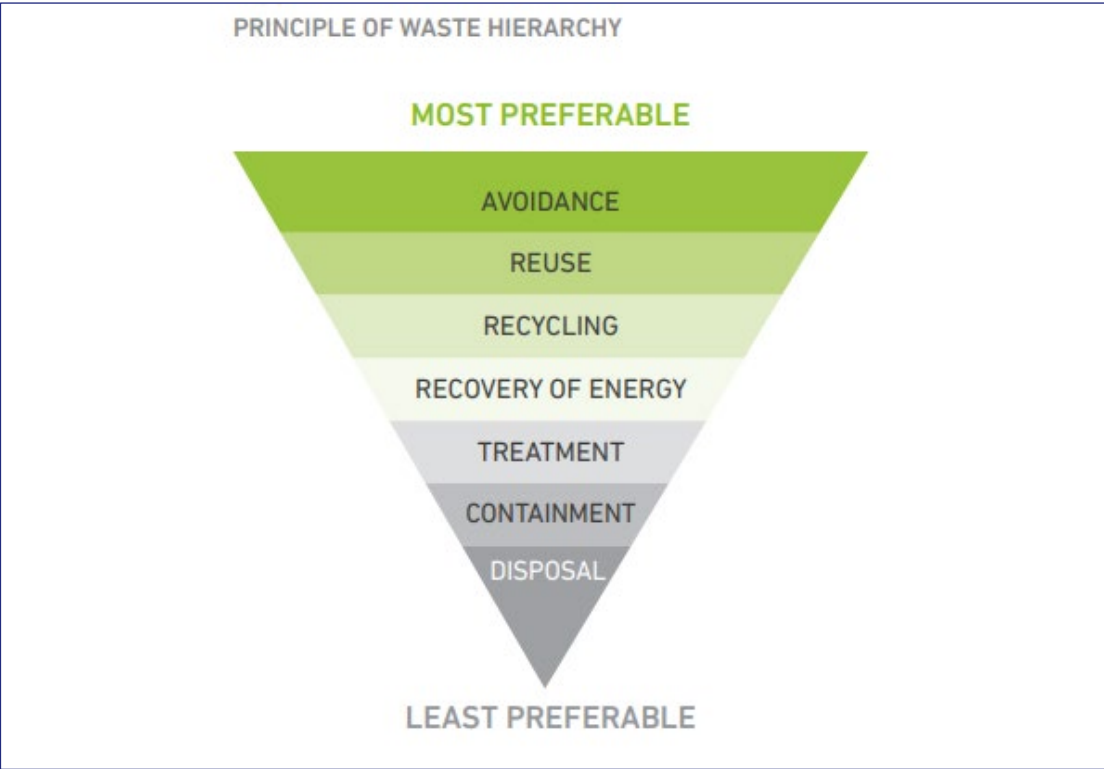 PRINCIPLE OF WASTE HIERARCHY
MOST PREFERABLE
AVOIDANCE
REUSE
RECYCLING
RECOVERY OF ENERGY
TREATMENT
CONTAINMENT
DISPOSAL
LEAST PREFERABLE